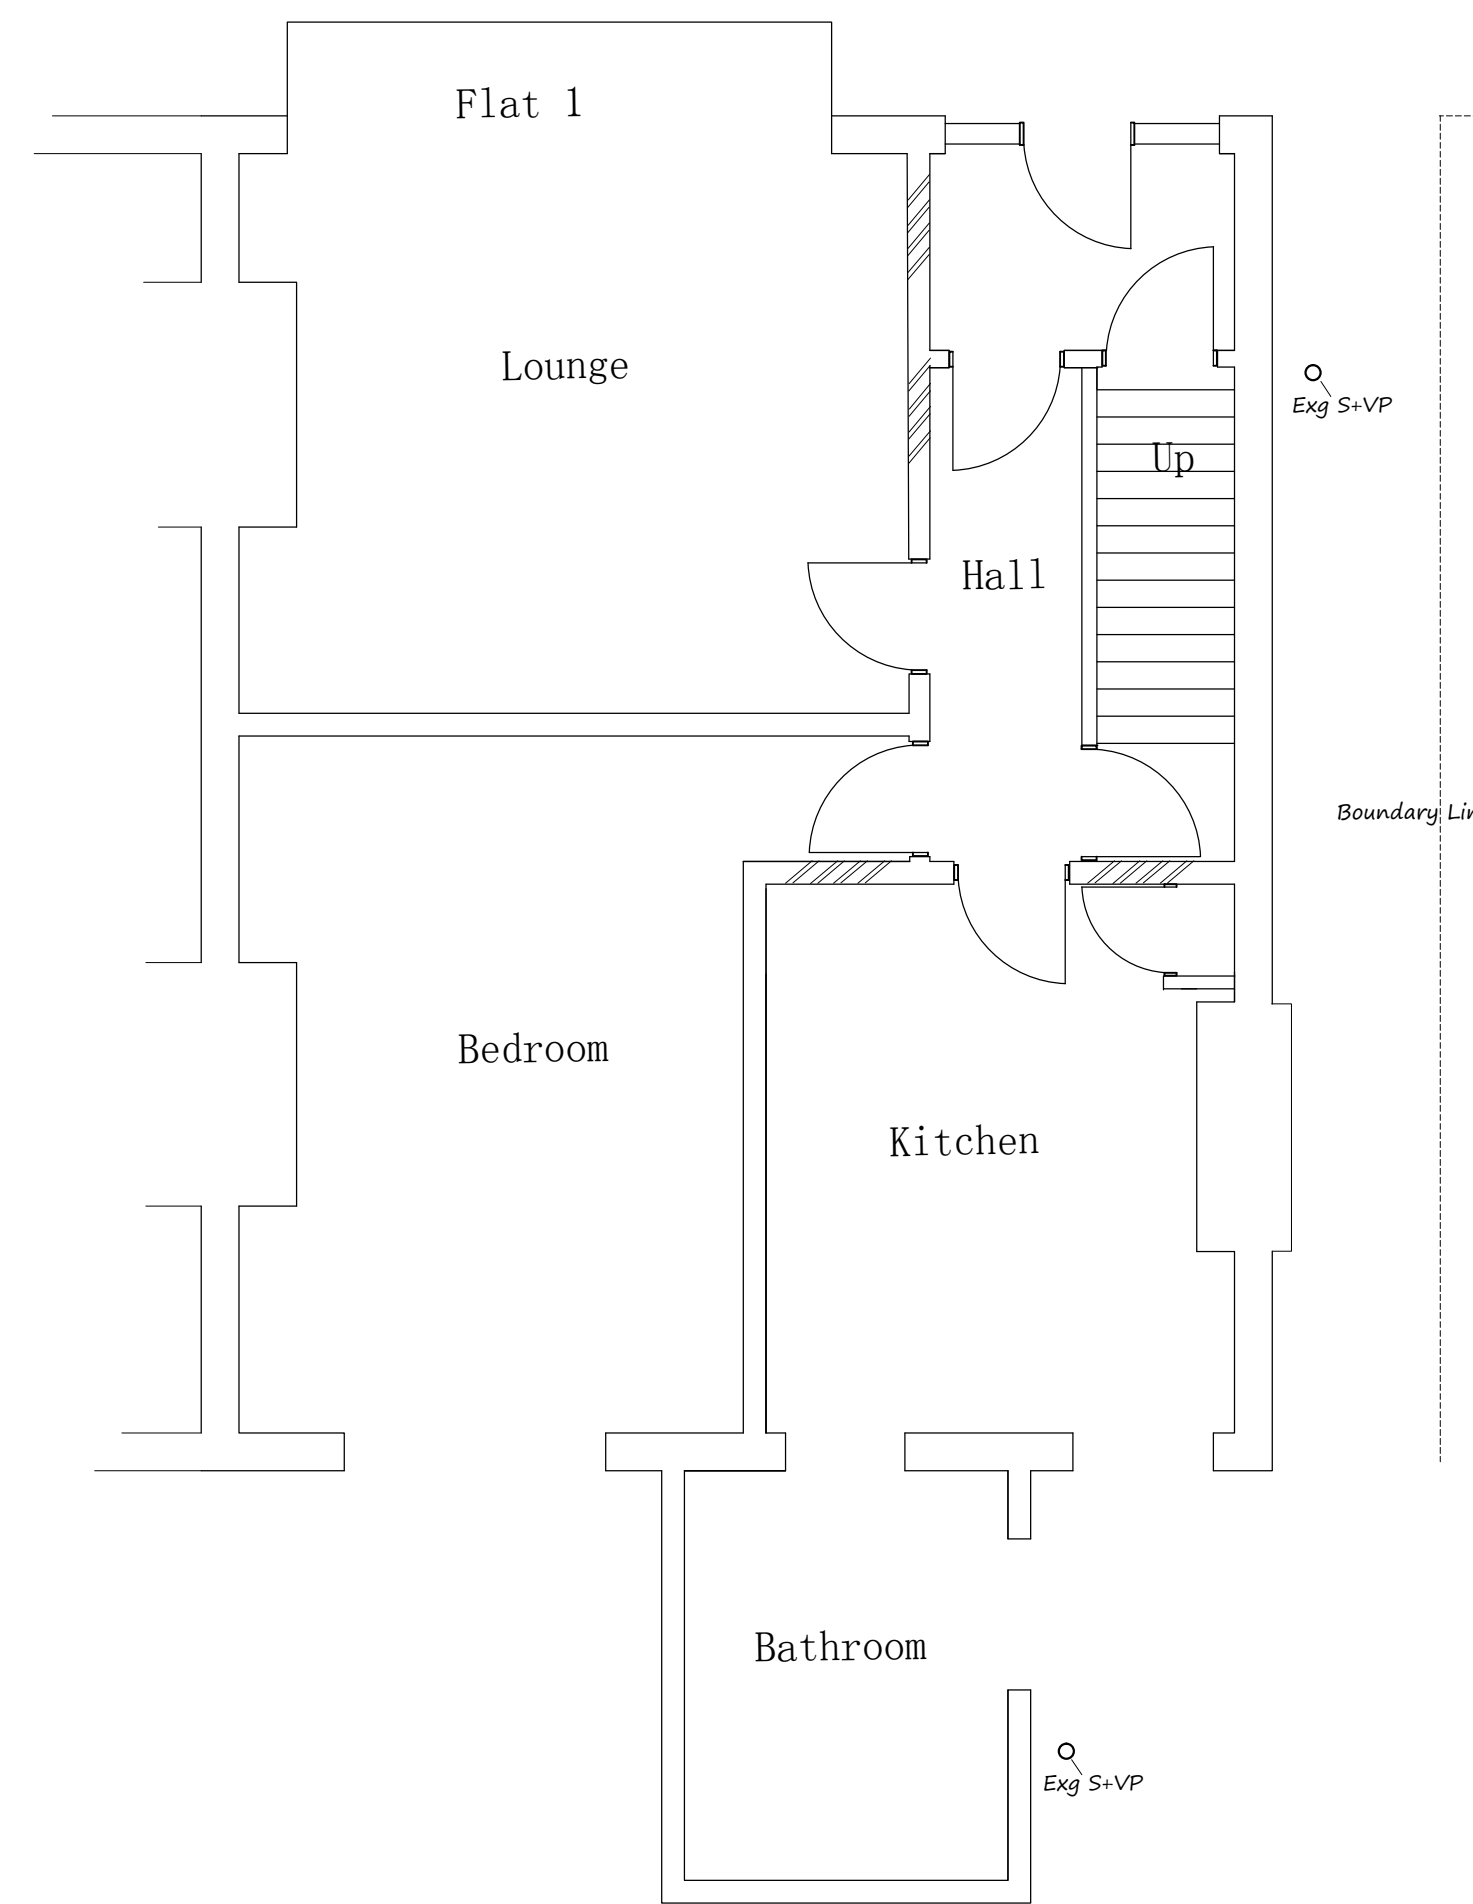 Flat 1
Lounge
Exg S+VP
Up
Hall
Boundary
Bedroom
Kitchen
Bathroom
Exg S+VP